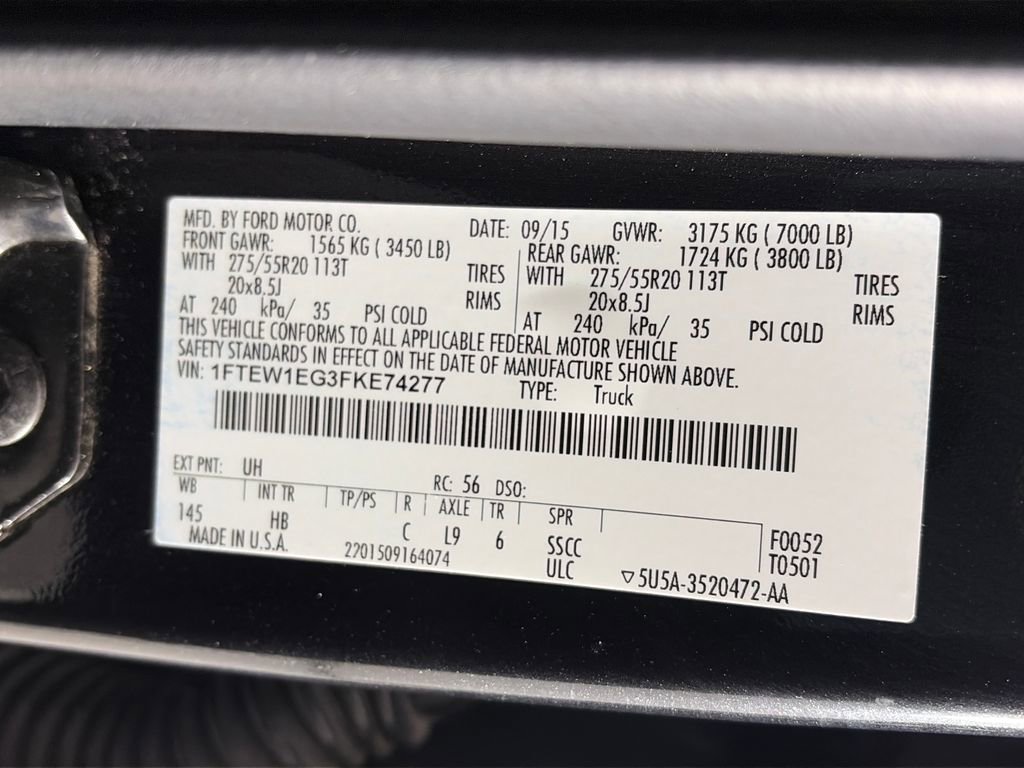 MFD. BY FORD MOTOR CO. DATE: 09/15 GVWR: 3175 KG ( 7000 LB)
FRONT GAWR: 1565 KG ( 3450 LB) REAR GAWR: 1724 KG ( 3800 LB)
WITH 275/55R20 113T TIRES WITH 275/55R20 113T TIRES
20x8.5J RIMS 20x8.5J RIMS
AT 240 kPa/ 35 PSI COLD AT 240 kPa/ 35 PSI COLD
THIS VEHICLE CONFORMS TO ALL APPLICABLE FEDERAL MOTOR VEHICLE
SAFETY STANDARDS IN EFFECT ON THE DATE OF MANUFACTURE SHOWN ABOVE.
VIN: 1FTEW1EG3FKE74277 TYPE: Truck
EXT PNT: UH RC: 56 DSO:
WB INT TR TP/PS R AXLE TR SPR
145 HB C L9 6 SSCC F0052
MADE IN U.S.A. 2201509164074 ULC T0501
▽5U5A-3520472-AA